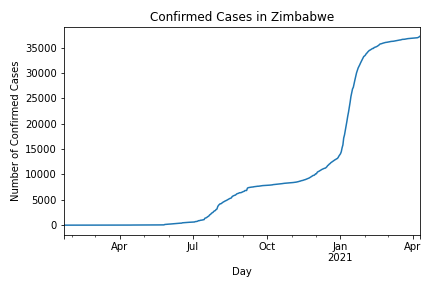 Confirmed Cases in Zimbabwe
Number of Confirmed Cases
35000
30000
25000
20000
15000
10000
5000
0
Apr Jul Oct Jan Apr
2021
Day